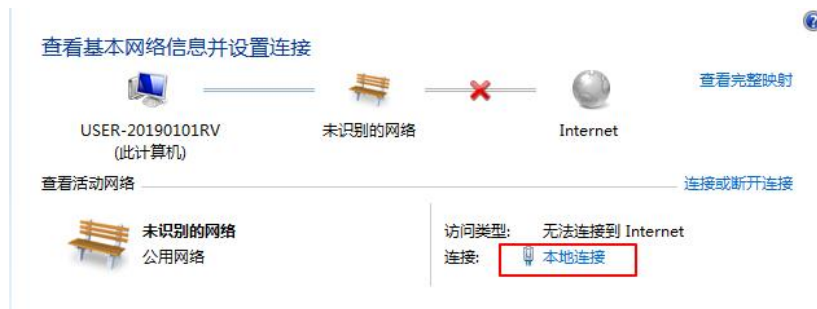 查看基本网络信息并设置连接
查看完整映射
USER-20190101RV
(此计算机)
未识别的网络
Internet
查看活动网络
连接或断开连接
未识别的网络
公用网络
访问类型: 无法连接到 Internet
连接: 本地连接